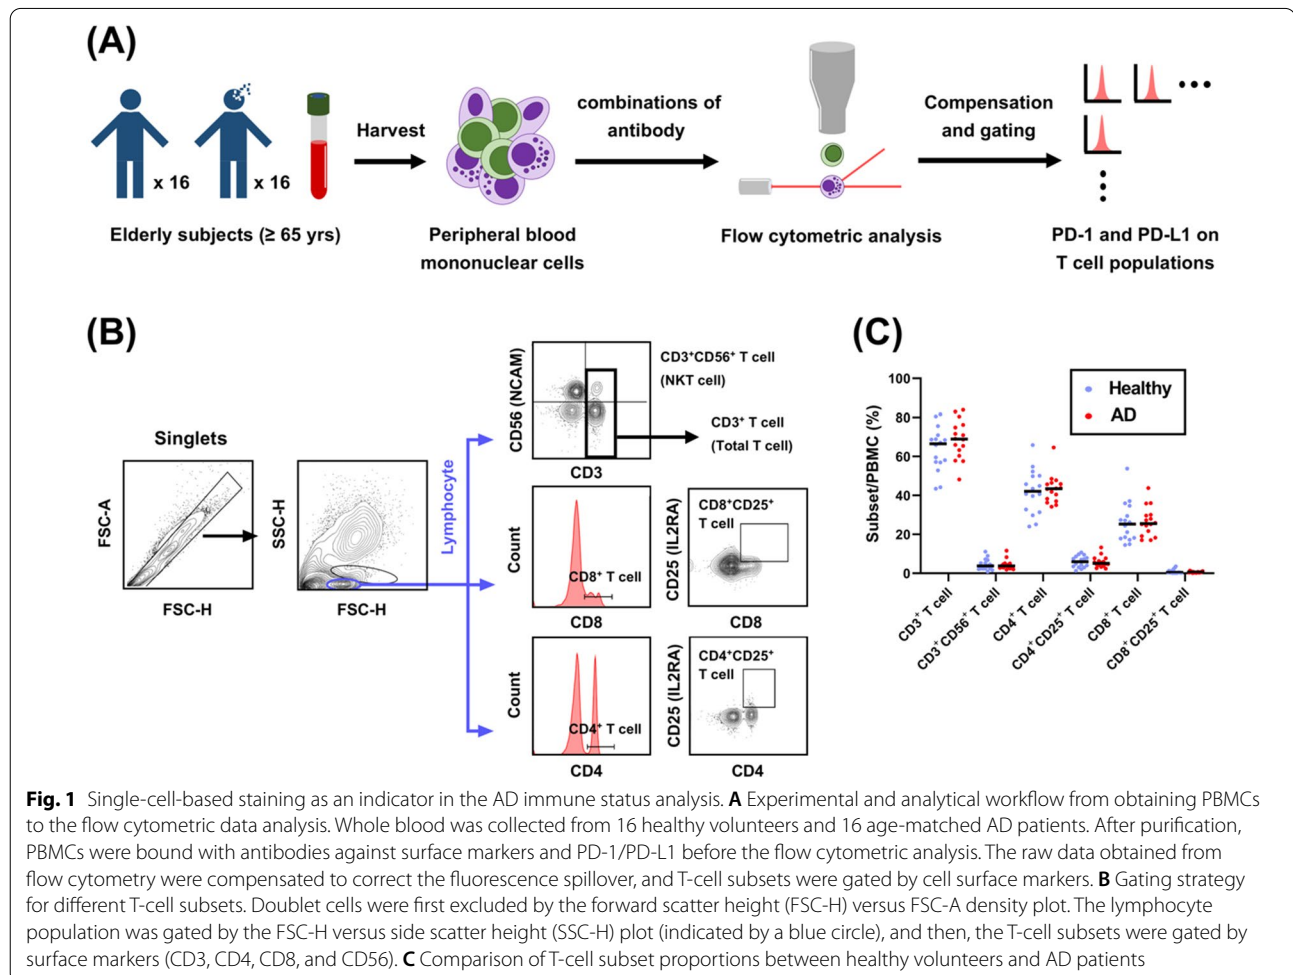 (A)
x 16
x 16
Harvest
combinations of
antibody
Compensation
and gating
Elderly subjects (≥ 65 yrs)
Peripheral blood
mononuclear cells
Flow cytometric analysis
PD-1 and PD-L1 on
T cell populations
(B)
Singlets
FSC-A
FSC-H
SSC-H
FSC-H
Lymphocyte
CD56 (NCAM)
CD3
CD3⁺CD56⁺ T cell
(NKT cell)
CD3⁺ T cell
(Total T cell)
Count
CD8⁺ T cell
CD8
CD25 (IL2RA)
CD8⁺CD25⁺
T cell
CD8
Count
CD4⁺ T cell
CD4
CD25 (IL2RA)
CD4⁺CD25⁺
T cell
CD4
(C)
Healthy
AD
Subset/PBMC (%)
100
80
60
40
20
0
CD3⁺ T cell
CD3⁺CD56⁺ T cell
CD4⁺ T cell
CD4⁺CD25⁺ T cell
CD8⁺ T cell
CD8⁺CD25⁺ T cell
Fig. 1 Single-cell-based staining as an indicator in the AD immune status analysis. A Experimental and analytical workflow from obtaining PBMCs
to the flow cytometric data analysis. Whole blood was collected from 16 healthy volunteers and 16 age-matched AD patients. After purification,
PBMCs were bound with antibodies against surface markers and PD-1/PD-L1 before the flow cytometric analysis. The raw data obtained from
flow cytometry were compensated to correct the fluorescence spillover, and T-cell subsets were gated by cell surface markers. B Gating strategy
for different T-cell subsets. Doublet cells were first excluded by the forward scatter height (FSC-H) versus FSC-A density plot. The lymphocyte
population was gated by the FSC-H versus side scatter height (SSC-H) plot (indicated by a blue circle), and then, the T-cell subsets were gated by
surface markers (CD3, CD4, CD8, and CD56). C Comparison of T-cell subset proportions between healthy volunteers and AD patients